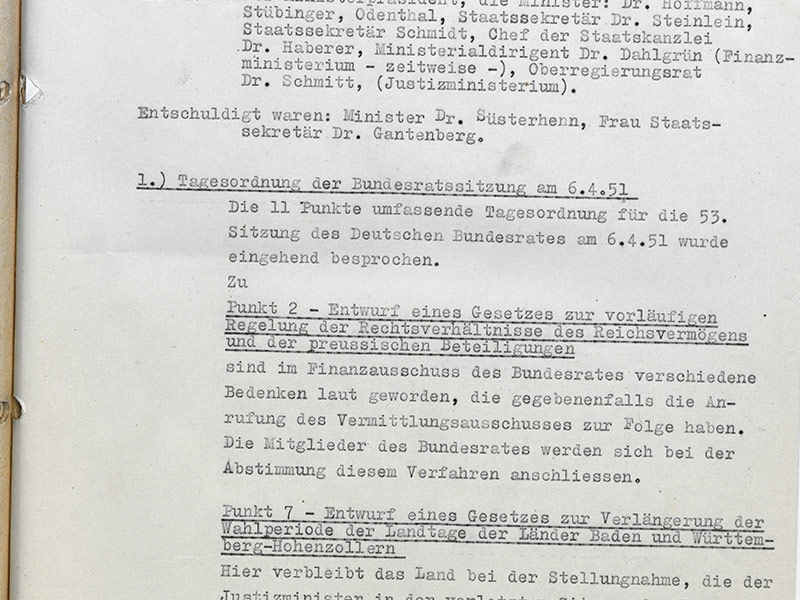 ministerpräsident, die Minister: Dr. Hoffmann,
Stübinger, Odenthal, Staatssekretär Dr. Steinlein,
Staatssekretär Schmidt, Chef der Staatskanzlei
Dr. Haberer, Ministerialdirigent Dr. Dahlgrün (Finanz-
ministerium - zeitweise -), Oberregierungsrat
Dr. Schmitt, (Justizministerium).
Entschuldigt waren: Minister Dr. Süsterhenn, Frau Staats-
sekretär Dr. Gantenberg.
1.) Tagesordnung der Bundesratssitzung am 6.4.51
Die 11 Punkte umfassende Tagesordnung für die 53.
Sitzung des Deutschen Bundesrates am 6.4.51 wurde
eingehend besprochen.
Zu
Punkt 2 - Entwurf eines Gesetzes zur vorläufigen
Regelung der Rechtsverhältnisse des Reichsvermögens
und der preussischen Beteiligungen
sind im Finanzausschuss des Bundesrates verschiedene
Bedenken laut geworden, die gegebenenfalls die An-
rufung des Vermittlungsausschusses zur Folge haben.
Die Mitglieder des Bundesrates werden sich bei der
Abstimmung diesem Verfahren anschliessen.
Punkt 7 - Entwurf eines Gesetzes zur Verlängerung der
Wahlperiode der Landtage der Länder Baden und Württem-
berg-Hohenzollern
Hier verbleibt das Land bei der Stellungnahme, die der
Justizminister in der vorletzten